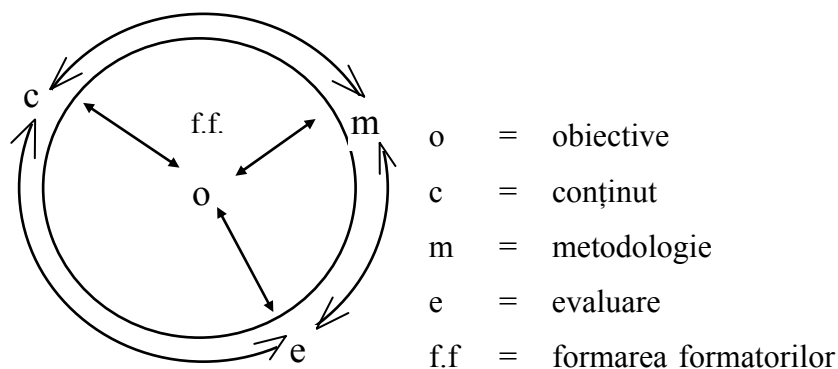 c
f.f.
m
o
e
o = obiective
c = conținut
m = metodologie
e = evaluare
f.f = formarea formatorilor